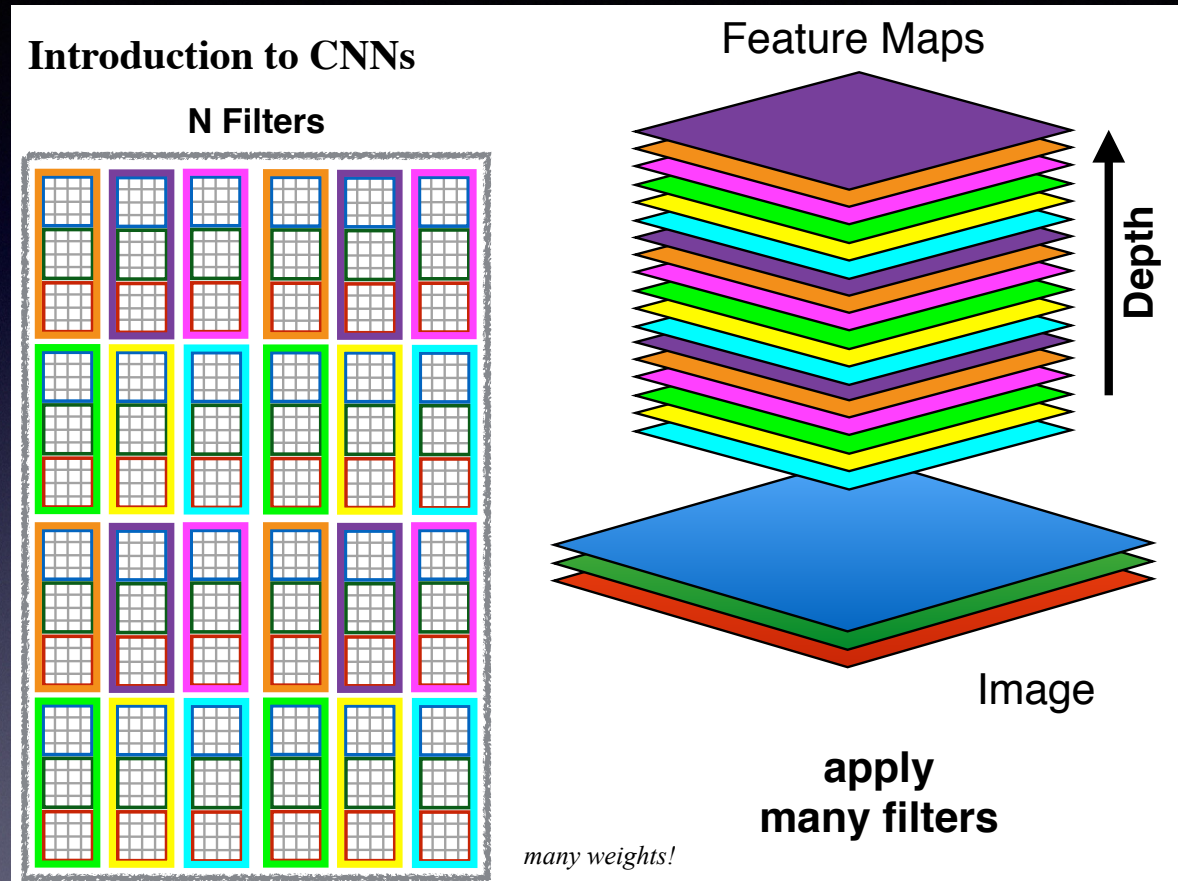 Introduction to CNNs
N Filters
Feature Maps
Depth
Image
apply
many filters
many weights!